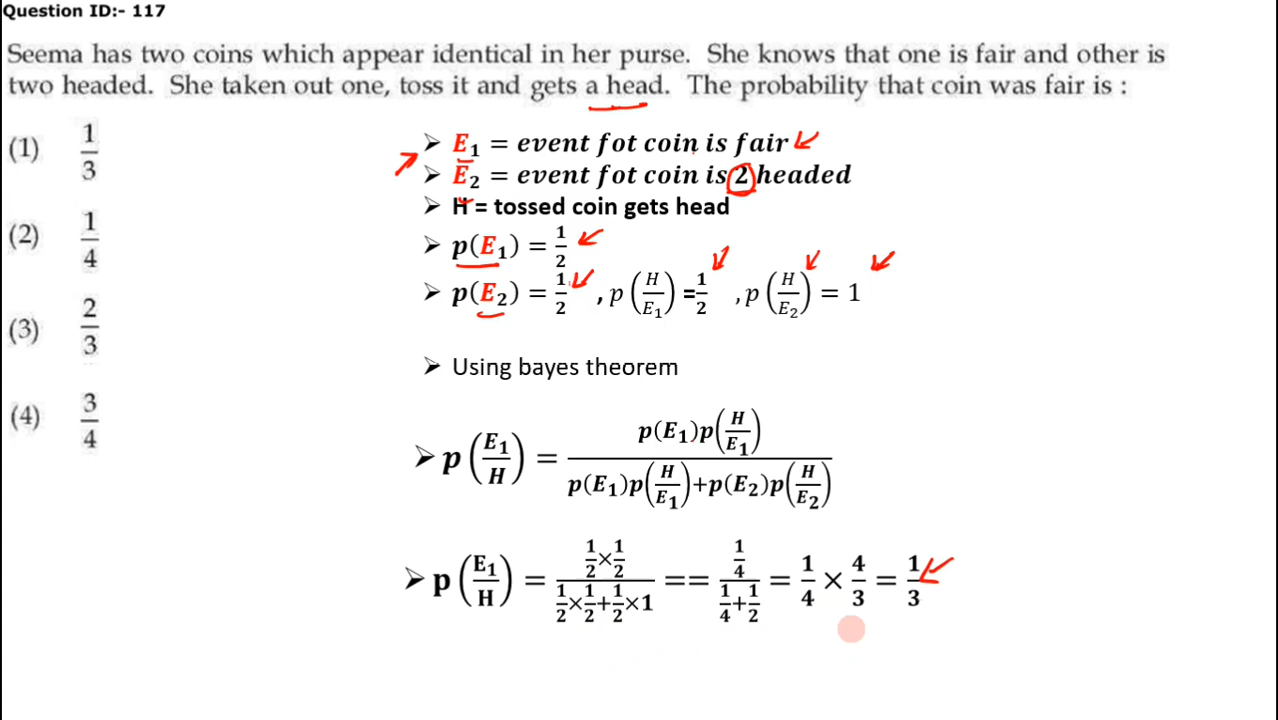 Question ID:- 117
Seema has two coins which appear identical in her purse. She knows that one is fair and other is
two headed. She taken out one, toss it and gets a head. The probability that coin was fair is :
(1) 1/3
(2) 1/4
(3) 2/3
(4) 3/4
➢ E₁ = event fot coin is fair
➢ E₂ = event fot coin is 2 headed
➢ H = tossed coin gets head
➢ p(E₁) = 1/2
➢ p(E₂) = 1/2 , p(H/E₁) = 1/2 , p(H/E₂) = 1
➢ Using bayes theorem
➢ p(E₁/H) = p(E₁)p(H/E₁) / p(E₁)p(H/E₁)+p(E₂)p(H/E₂)
➢ p(E₁/H) = (1/2×1/2) / (1/2×1/2+1/2×1) == (1/4) / (1/4+1/2) = 1/4 × 4/3 = 1/3